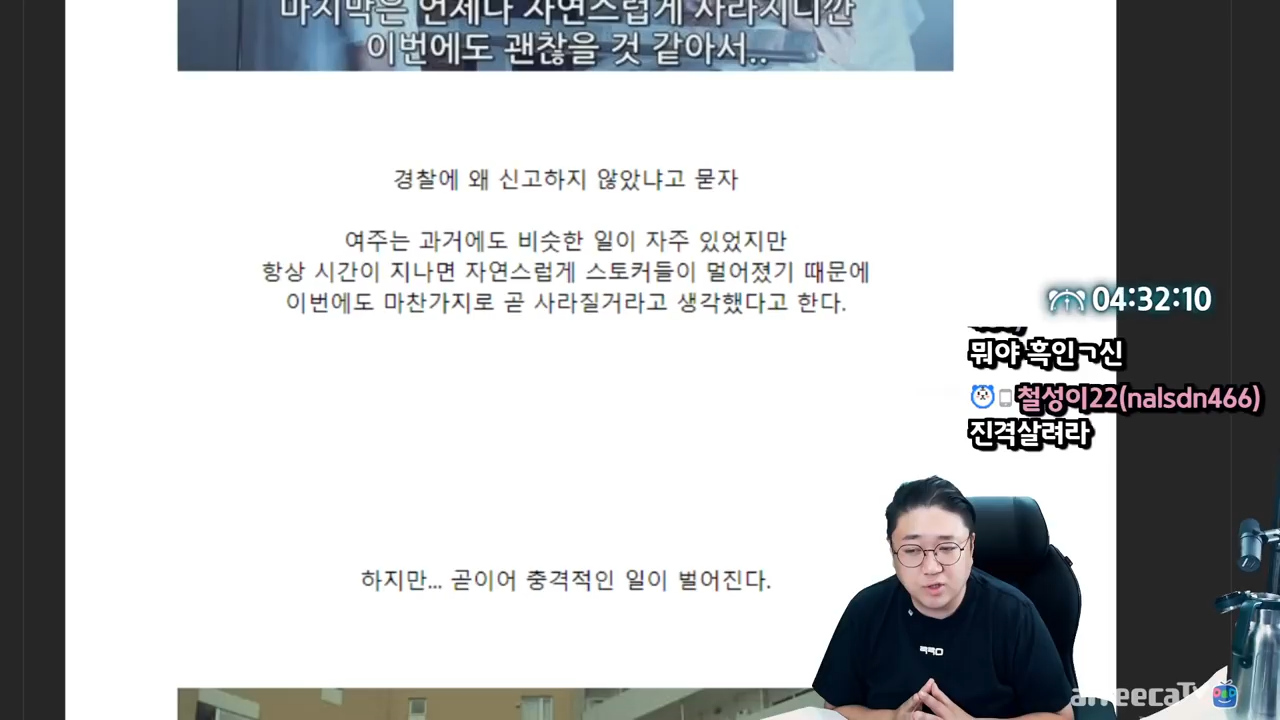 마지막은 언제나 자연스럽게 사라지니깐
이번에도 괜찮을 것 같아서..
경찰에 왜 신고하지 않았냐고 묻자
여주는 과거에도 비슷한 일이 자주 있었지만
항상 시간이 지나면 자연스럽게 스토커들이 멀어졌기 때문에
이번에도 마찬가지로 곧 사라질거라고 생각했다고 한다.
04:32:10
뭐야 흑인ㄱ신
철성이22(nalsdn466)
진격살려라
하지만... 곧이어 충격적인 일이 벌어진다.
afreecaTV